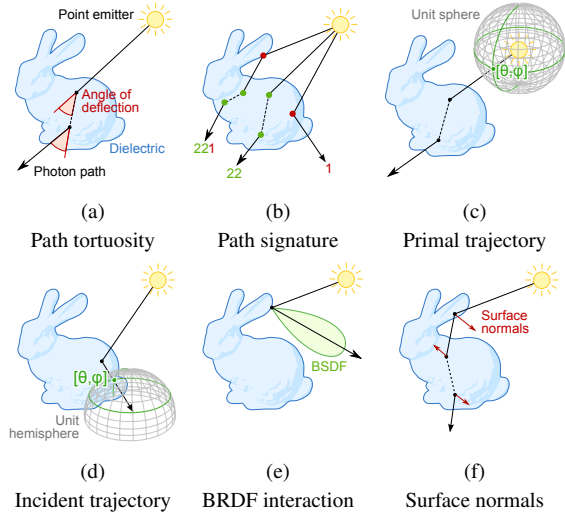 Point emitter
Angle of
deflection
Dielectric
Photon path
(a)
Path tortuosity
221
22
1
(b)
Path signature
Unit sphere
[θ,φ]
(c)
Primal trajectory
[θ,φ]
Unit
hemisphere
(d)
Incident trajectory
BSDF
(e)
BRDF interaction
Surface
normals
(f)
Surface normals